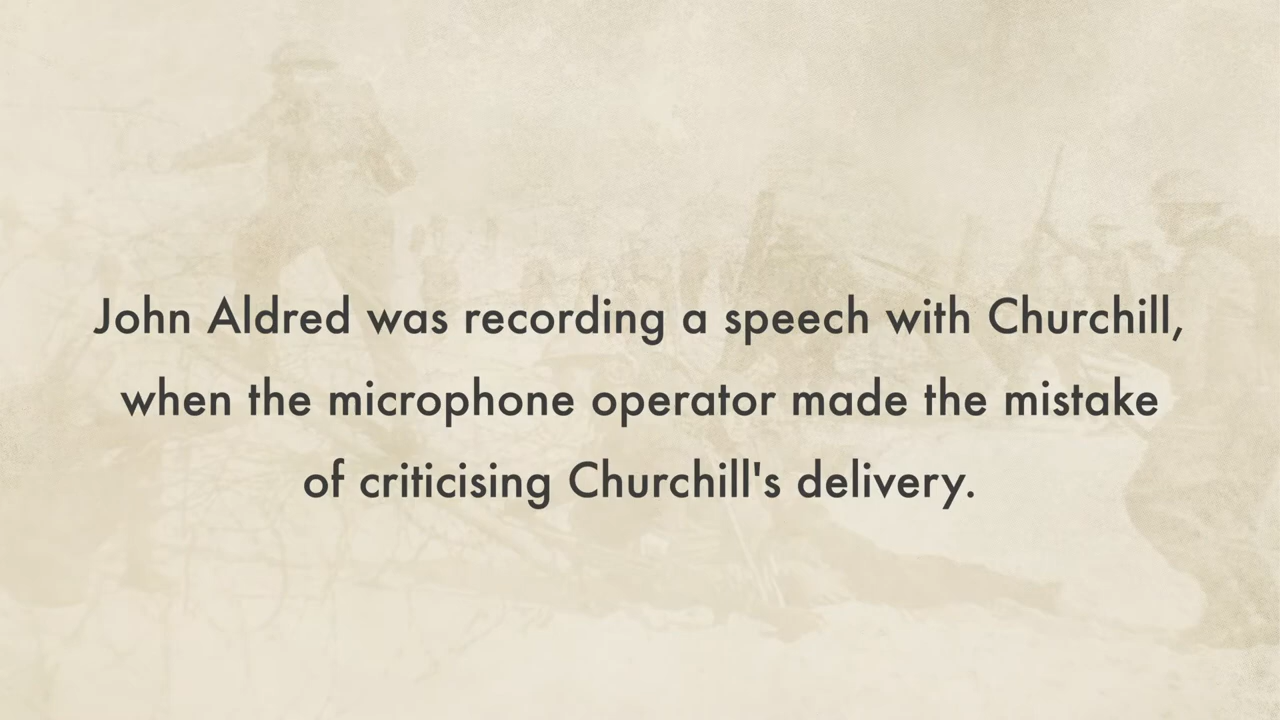 John Aldred was recording a speech with Churchill,
when the microphone operator made the mistake
of criticising Churchill's delivery.